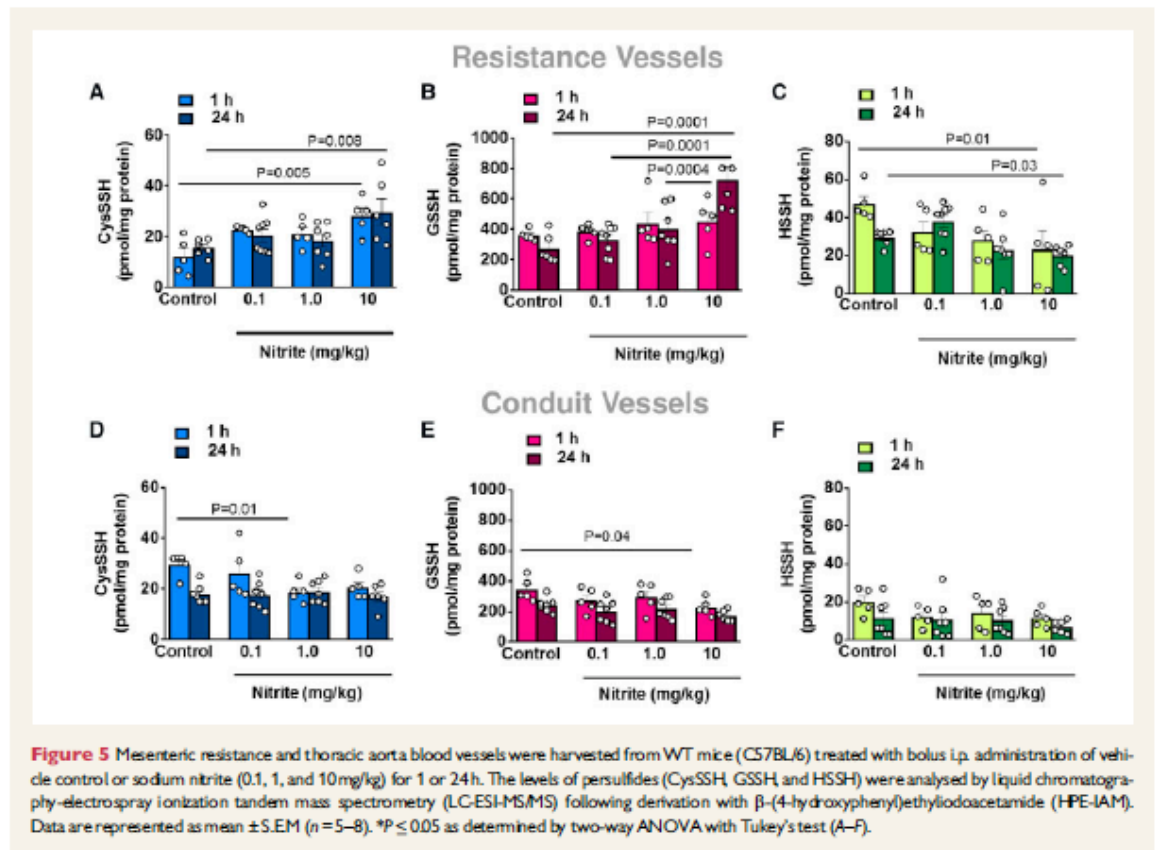 Resistance Vessels
A
1 h
24 h
60
40
20
0
CysSSH
(pmol/mg protein)
P=0.008
P=0.005
Control
0.1
1.0
10
Nitrite (mg/kg)
B
1 h
24 h
1000
800
600
400
200
0
GSSH
(pmol/mg protein)
P=0.0001
P=0.0001
P=0.0004
Control
0.1
1.0
10
Nitrite (mg/kg)
C
1 h
24 h
80
60
40
20
0
HSSH
(pmol/mg protein)
P=0.01
P=0.03
Control
0.1
1.0
10
Nitrite (mg/kg)
Conduit Vessels
D
1 h
24 h
60
40
20
0
CysSSH
(pmol/mg protein)
P=0.01
Control
0.1
1.0
10
Nitrite (mg/kg)
E
1 h
24 h
1000
800
600
400
200
0
GSSH
(pmol/mg protein)
P=0.04
Control
0.1
1.0
10
Nitrite (mg/kg)
F
1 h
24 h
80
60
40
20
0
HSSH
(pmol/mg protein)
Control
0.1
1.0
10
Nitrite (mg/kg)
Figure 5 Mesenteric resistance and thoracic aorta blood vessels were harvested from WT mice (C57BL/6) treated with bolus i.p. administration of vehi-
cle control or sodium nitrite (0.1, 1, and 10 mg/kg) for 1 or 24 h. The levels of persulfides (CysSSH, GSSH, and HSSH) were analysed by liquid chromatogra-
phy-electrospray ionization tandem mass spectrometry (LC-ESI-MS/MS) following derivation with β-(4-hydroxyphenyl)ethyliodoacetamide (HPE-IAM).
Data are represented as mean ± S.E.M (n = 5–8). *P ≤ 0.05 as determined by two-way ANOVA with Tukey's test (A–F).